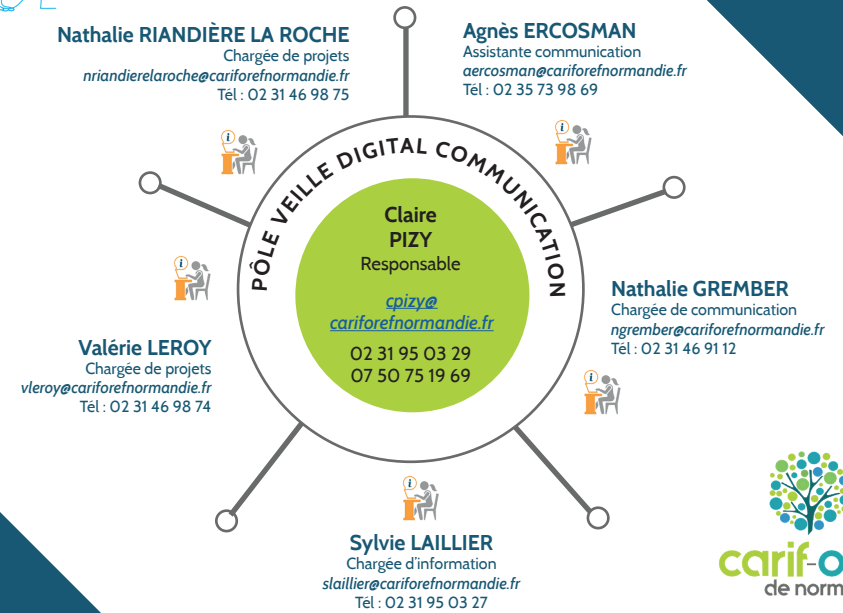 Nathalie RIANDIÈRE LA ROCHE
Chargée de projets
nriandierelaroche@cariforefnormandie.fr
Tél : 02 31 46 98 75
Agnès ERCOSMAN
Assistante communication
aercosman@cariforefnormandie.fr
Tél : 02 35 73 98 69
PÔLE VEILLE DIGITAL COMMUNICATION
Claire
PIZY
Responsable
cpizy@
cariforefnormandie.fr
02 31 95 03 29
07 50 75 19 69
Nathalie GREMBER
Chargée de communication
ngrember@cariforefnormandie.fr
Tél : 02 31 46 91 12
Valérie LEROY
Chargée de projets
vleroy@cariforefnormandie.fr
Tél : 02 31 46 98 74
Sylvie LAILLIER
Chargée d'information
slaillier@cariforefnormandie.fr
Tél : 02 31 95 03 27
carif-o
de norm